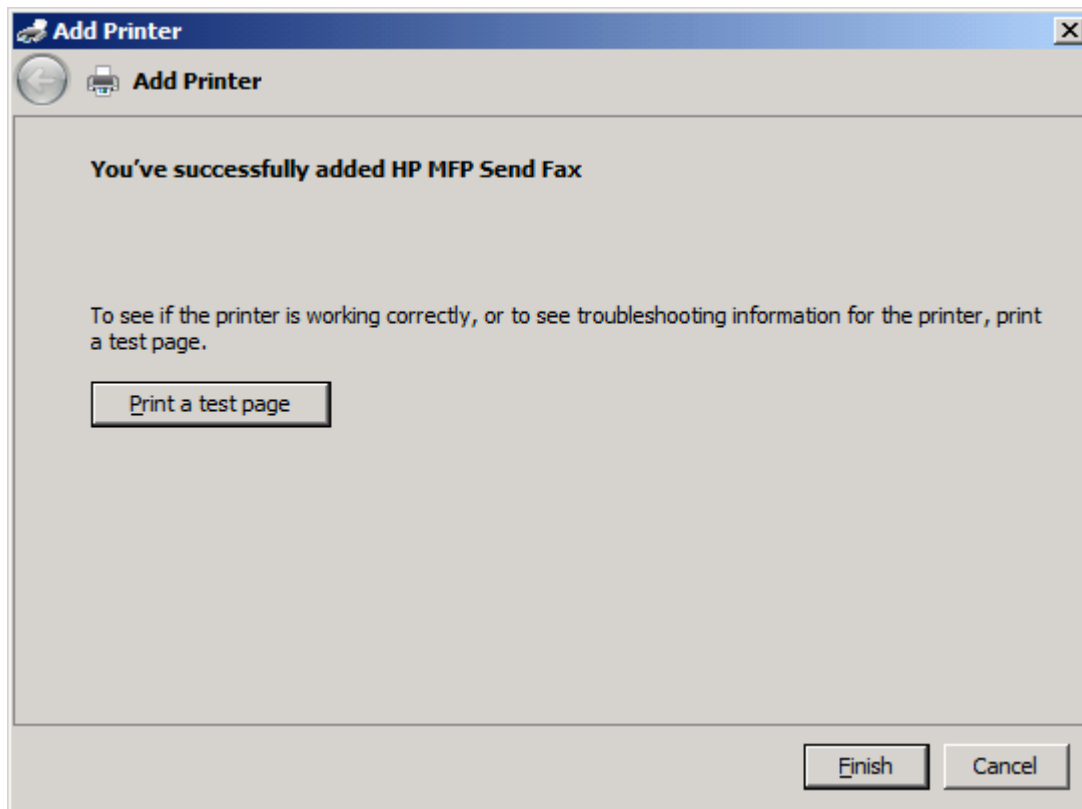 Add Printer
Add Printer
You've successfully added HP MFP Send Fax
To see if the printer is working correctly, or to see troubleshooting information for the printer, print
a test page.
Print a test page
Finish Cancel